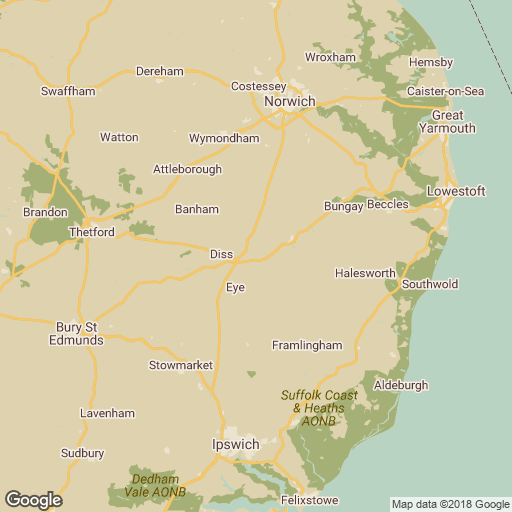 Wroxham
Hemsby
Dereham
Costessey
Swaffham
Caister-on-Sea
Norwich
Great
Yarmouth
Watton
Wymondham
Attleborough
Lowestoft
Brandon
Banham
Bungay
Beccles
Thetford
Diss
Halesworth
Southwold
Eye
Bury St
Edmunds
Framlingham
Stowmarket
Aldeburgh
Suffolk Coast
& Heaths
AONB
Lavenham
Ipswich
Sudbury
Dedham
Vale AONB
Felixstowe
Google
Map data ©2018 Google